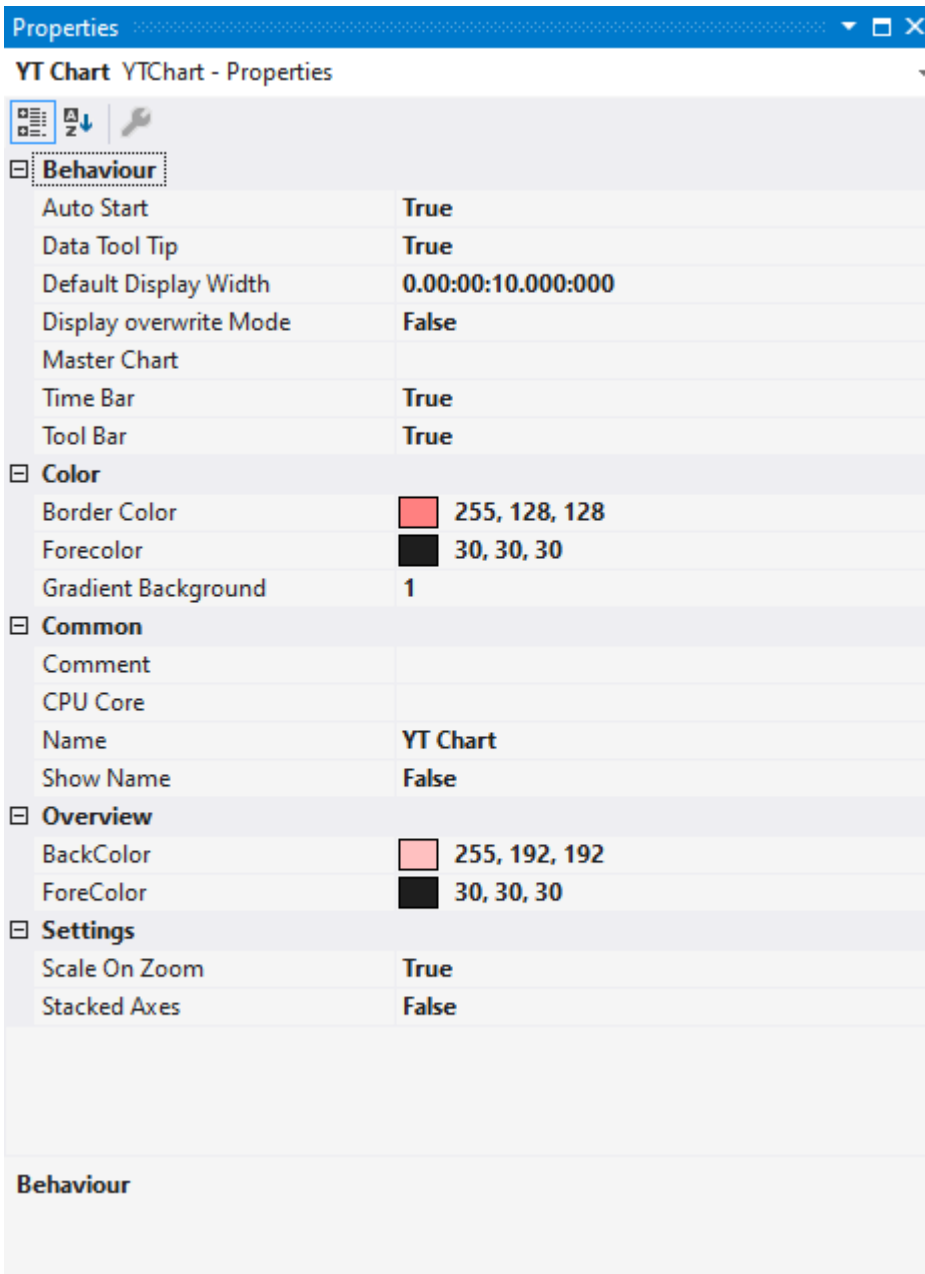 Properties
YT Chart YTChart - Properties
Behaviour
Auto Start True
Data Tool Tip True
Default Display Width 0.00:00:10.000:000
Display overwrite Mode False
Master Chart
Time Bar True
Tool Bar True
Color
Border Color 255, 128, 128
Forecolor 30, 30, 30
Gradient Background 1
Common
Comment
CPU Core
Name YT Chart
Show Name False
Overview
BackColor 255, 192, 192
ForeColor 30, 30, 30
Settings
Scale On Zoom True
Stacked Axes False
Behaviour